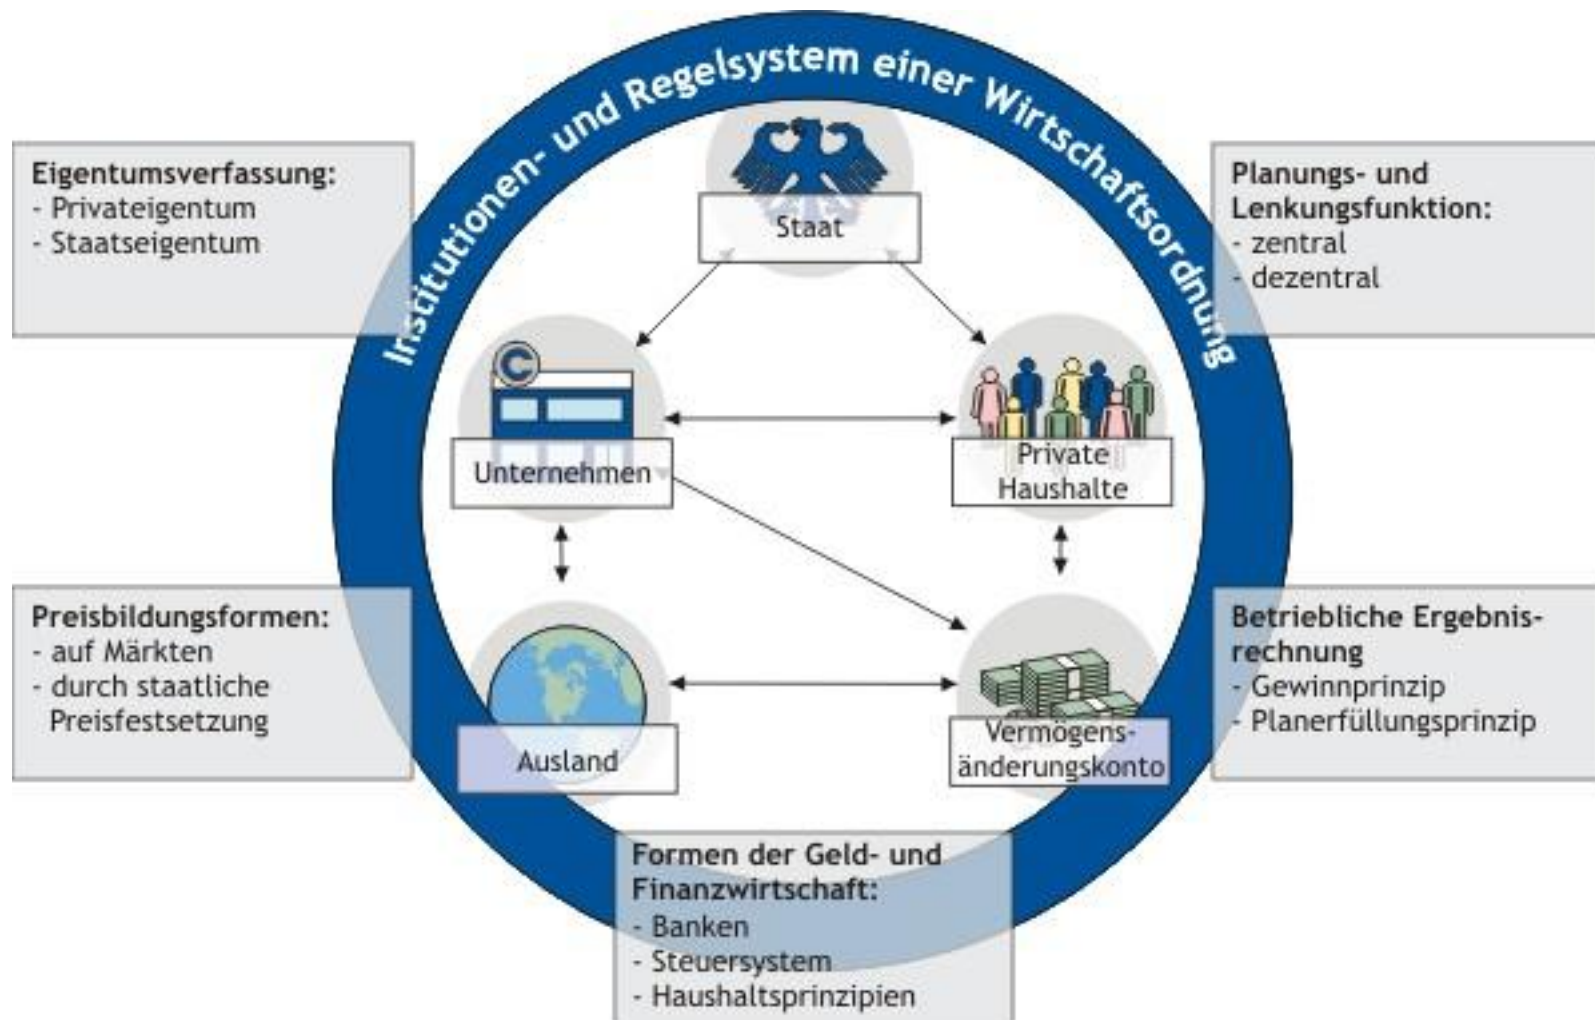 Institutionen- und Regelsystem einer Wirtschaftsordnung
Eigentumsverfassung:
- Privateigentum
- Staatseigentum
Staat
Planungs- und
Lenkungsfunktion:
- zentral
- dezentral
C
Unternehmen
Private
Haushalte
Preisbildungsformen:
- auf Märkten
- durch staatliche
Preisfestsetzung
Ausland
Vermögens-
änderungskonto
Betriebliche Ergebnis-
rechnung
- Gewinnprinzip
- Planerfüllungsprinzip
Formen der Geld- und
Finanzwirtschaft:
- Banken
- Steuersystem
- Haushaltsprinzipien